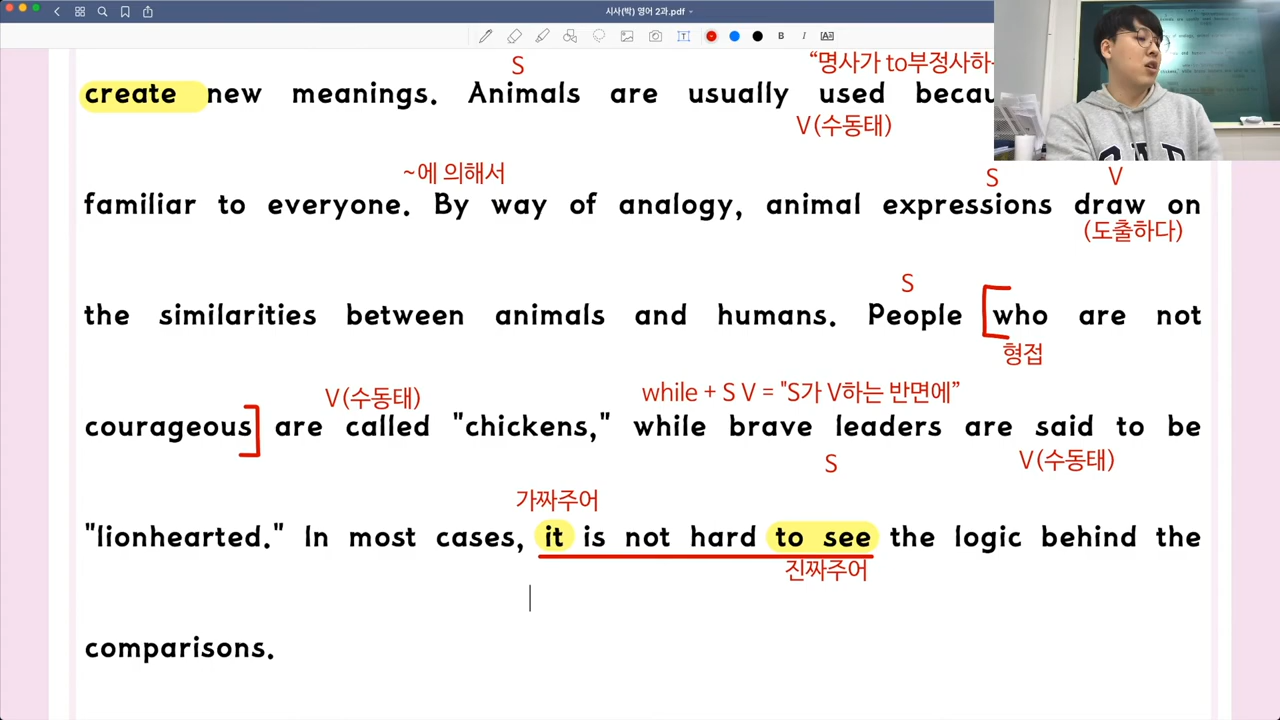 시사(박) 영어 2과.pdf
B I A
S “명사가 to부정사하
create new meanings. Animals are usually used
V(수동태)
~에 의해서 S V
familiar to everyone. By way of analogy, animal expressions draw on
(도출하다)
S
the similarities between animals and humans. People [who are not
형접
V(수동태) while + S V = "S가 V하는 반면에”
courageous] are called "chickens," while brave leaders are said to be
S V(수동태)
가짜주어
"lionhearted." In most cases, it is not hard to see the logic behind the
진짜주어
comparisons.